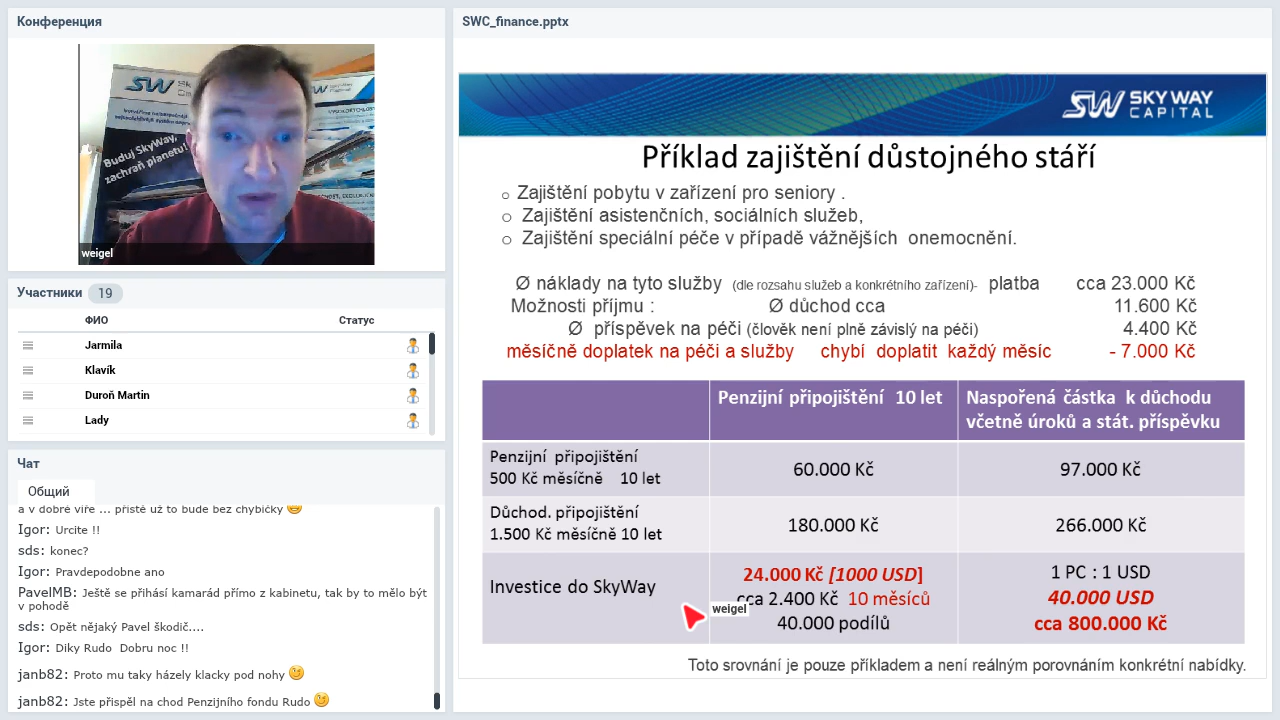 Конференция
SW
Buduj SkyWay,
zachraň planetu!
weigel
Участники 19
ФИО Статус
Jarmila
Klavík
Duroň Martin
Lady
Чат
Общий
a v dobré víře ... přístě už to bude bez chybičky
Igor: Urcite !!
sds: konec?
Igor: Pravdepodobne ano
PavelMB: Ještě se přihásí kamarád přímo z kabinetu, tak by to mělo být
v pohodě
sds: Opět nějaký Pavel škodič....
Igor: Diky Rudo Dobru noc !!
janb82: Proto mu taky házely klacky pod nohy
janb82: Jste přispěl na chod Penzijního fondu Rudo
SWC_finance.pptx
SW SKY WAY
CAPITAL
Příklad zajištění důstojného stáří
o Zajištění pobytu v zařízení pro seniory .
o Zajištění asistenčních, sociálních služeb,
o Zajištění speciální péče v případě vážnějších onemocnění.
Ø náklady na tyto služby (dle rozsahu služeb a konkrétního zařízení)- platba cca 23.000 Kč
Možnosti příjmu : Ø důchod cca 11.600 Kč
Ø příspěvek na péči (člověk není plně závislý na péči) 4.400 Kč
měsíčně doplatek na péči a služby chybí doplatit každý měsíc - 7.000 Kč
Penzijní připojištění 10 let Naspořená částka k důchodu
včetně úroků a stát. příspěvku
Penzijní připojištění
500 Kč měsíčně 10 let 60.000 Kč 97.000 Kč
Důchod. připojištění
1.500 Kč měsíčně 10 let 180.000 Kč 266.000 Kč
Investice do SkyWay
24.000 Kč [1000 USD] 1 PC : 1 USD
cca 2.400 Kč 10 měsíců 40.000 USD
40.000 podílů cca 800.000 Kč
weigel
Toto srovnání je pouze příkladem a není reálným porovnáním konkrétní nabídky.